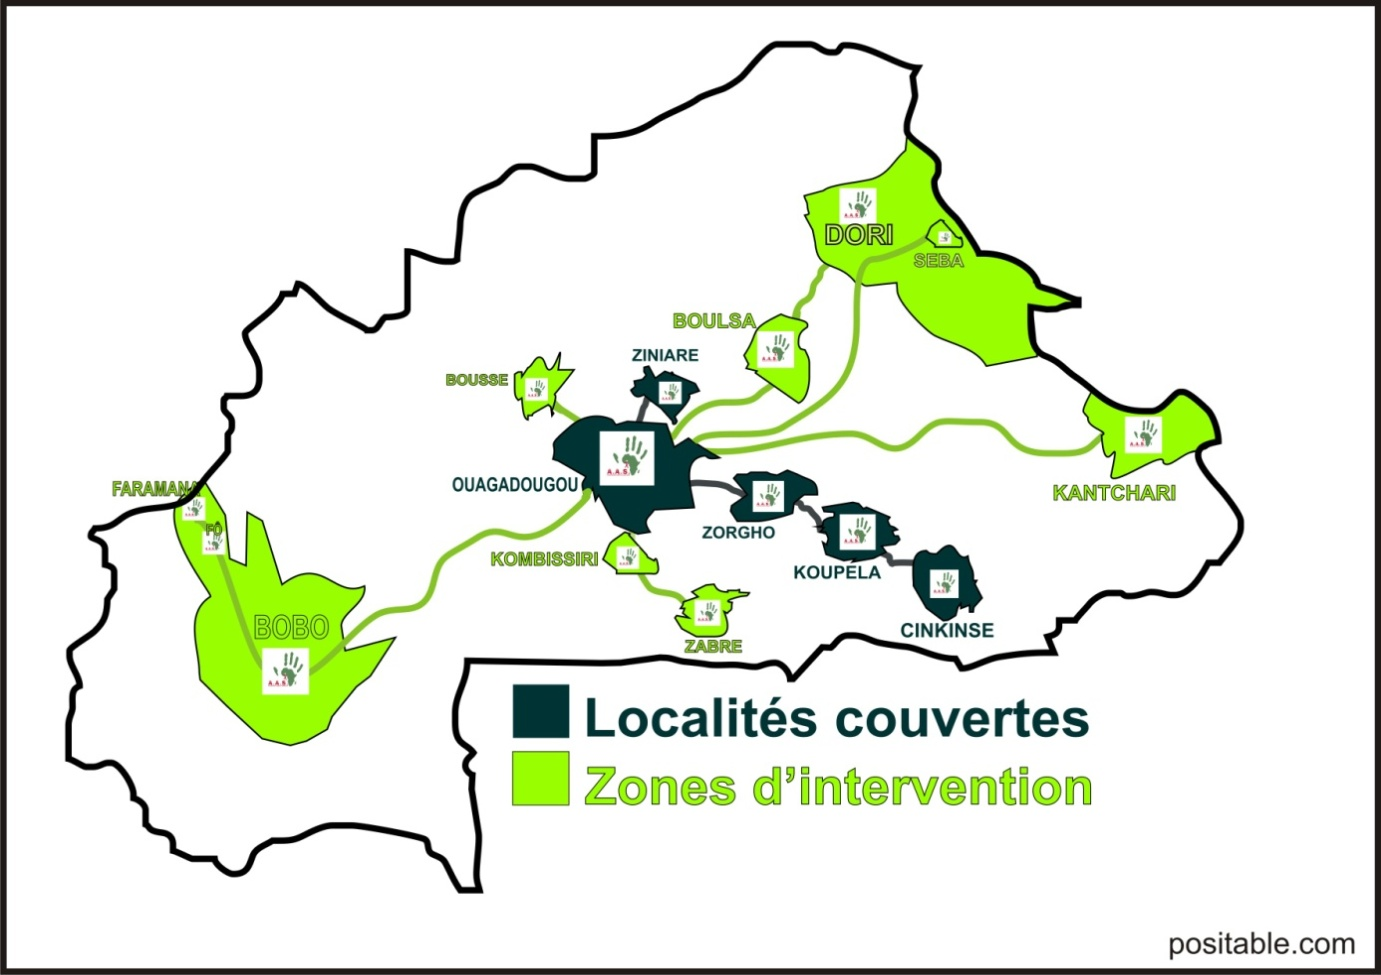 DORI
SEBA
BOULSA
ZINIARE
BOUSSE
FARAMANA
OUAGADOUGOU
A.A.S
KANTCHARI
FÔ
ZORGHO
KOMBISSIRI
KOUPELA
BOBO
A.A.S
CINKINSE
ZABRE
Localités couvertes
Zones d’intervention
positable.com